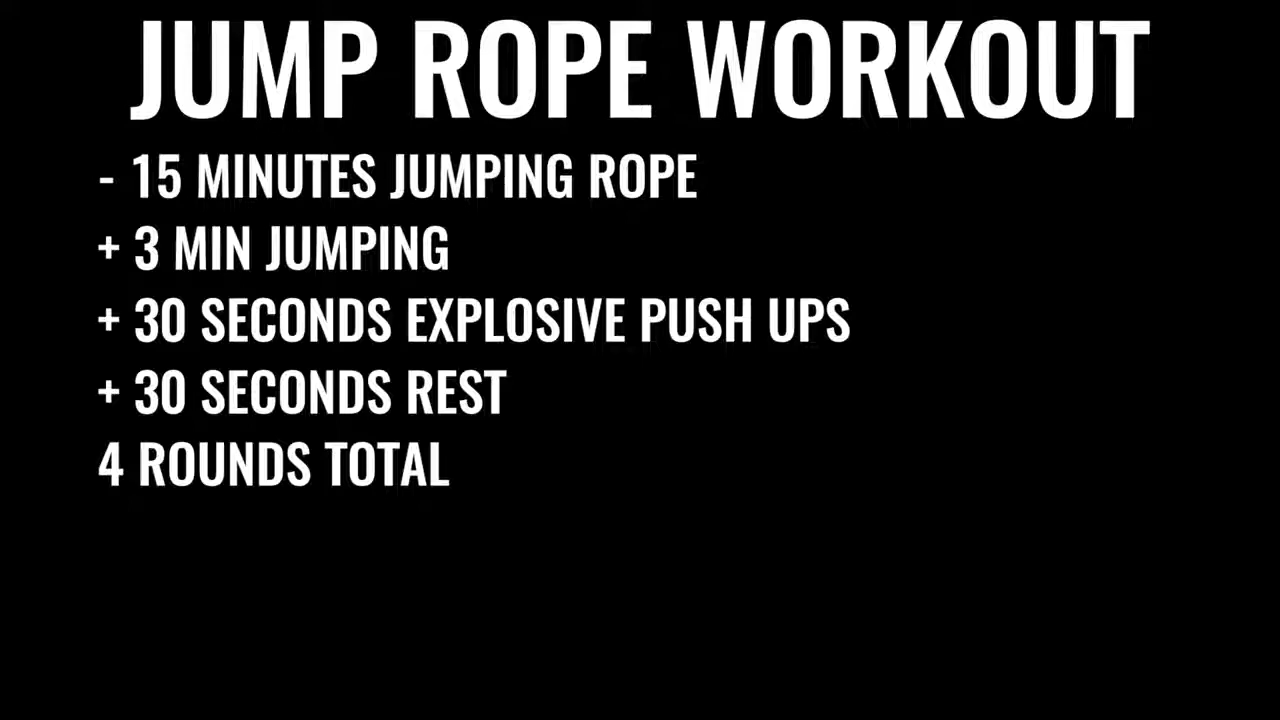 JUMP ROPE WORKOUT
- 15 MINUTES JUMPING ROPE
+ 3 MIN JUMPING
+ 30 SECONDS EXPLOSIVE PUSH UPS
+ 30 SECONDS REST
4 ROUNDS TOTAL